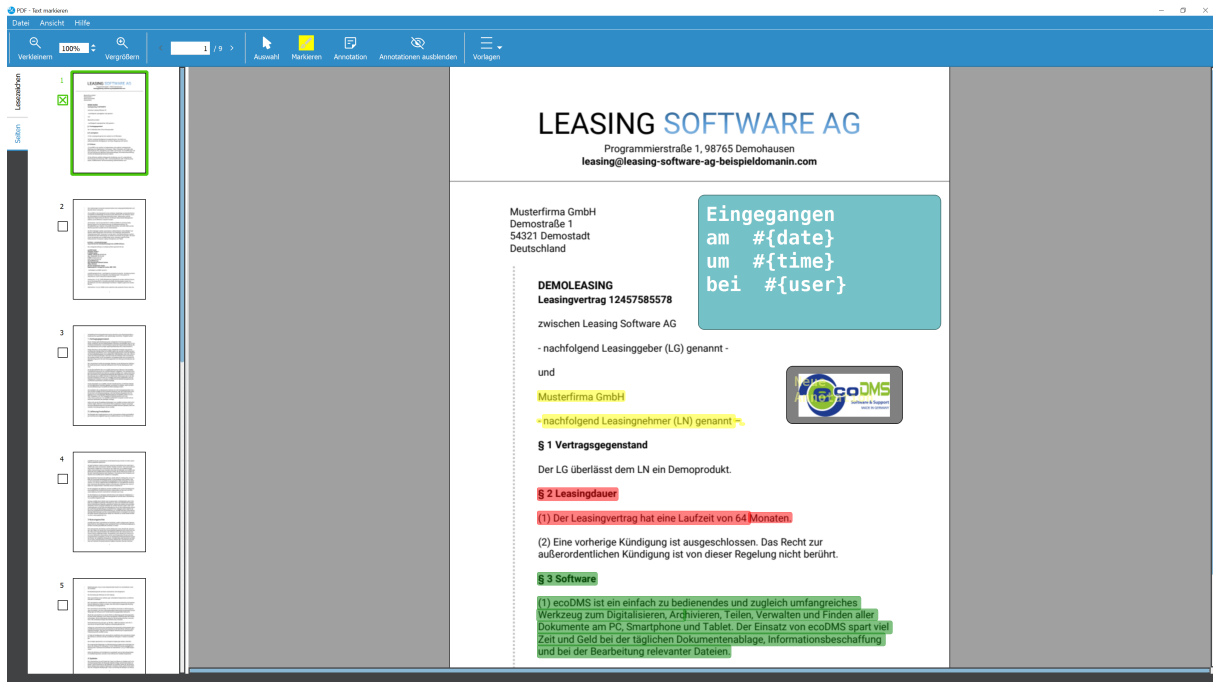 PDF - Text markieren
Datei Ansicht Hilfe
Verkleinern
100%
Vergrößern
1 / 9
Auswahl
Markieren
Annotation
Annotationen ausblenden
Vorlagen
Lesezeichen
Seiten
1
2
3
4
5
LEASING SOFTWARE AG
Programmierstraße 1, 98765 Demohausen
leasing@leasing-software-ag-beispieldomanin.com
Musterfirma GmbH
Demostraße 1
54321 Demostadt
Deutschland
Eingegangen
am #{date}
um #{time}
bei #{user}
DEMOLEASING
Leasingvertrag 12457585578
zwischen Leasing Software AG
- nachfolgend Leasinggeber (LG) genannt -
und
ecoDMS
Software & Support
MADE IN GERMANY
Musterfirma GmbH
- nachfolgend Leasingnehmer (LN) genannt –
§ 1 Vertragsgegenstand
Der LG überlässt dem LN ein Demoprodukt.
§ 2 Leasingdauer
(1) Der Leasingvertrag hat eine Laufzeit von 64 Monaten.
(2) Eine vorherige Kündigung ist ausgeschlossen. Das Recht zur
außerordentlichen Kündigung ist von dieser Regelung nicht berührt.
§ 3 Software
(1) ecoDMS ist ein einfach zu bedienendes und zugleich umfangreiches
Werkzeug zum Digitalisieren, Archivieren, Teilen, Verwalten und Finden aller
Dokumente am PC, Smartphone und Tablet. Der Einsatz von ecoDMS spart viel
Zeit und Geld bei der täglichen Dokumentenablage, Informationsbeschaffung
und bei der Bearbeitung relevanter Dateien.